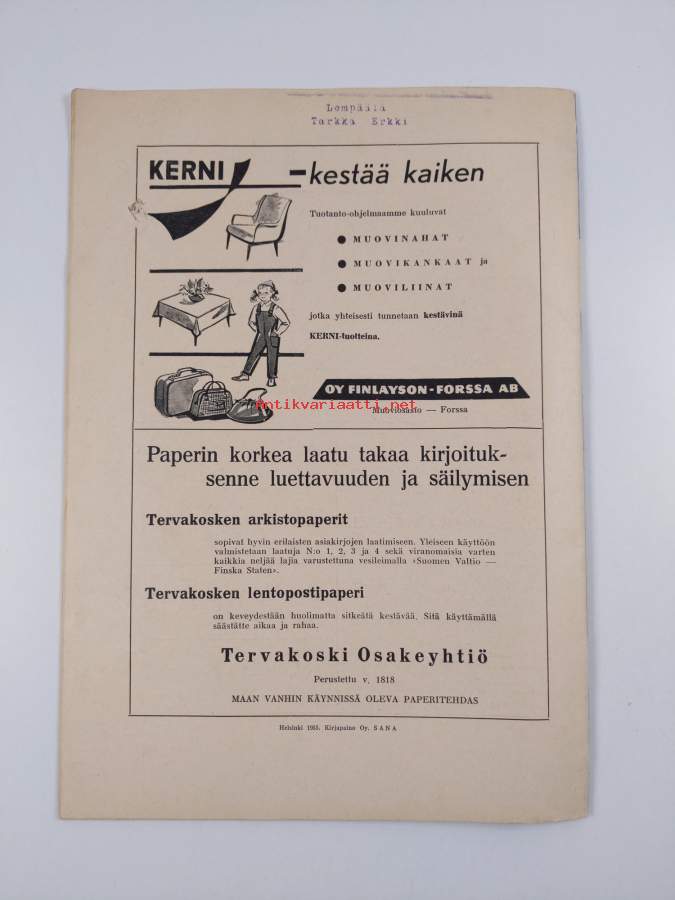 Lempäälä
Tarkka Erkki
KERNI
–kestää kaiken
Tuotanto-ohjelmaamme kuuluvat
● MUOVINAHAT
● MUOVIKANKAAT ja
● MUOVILIINAT
jotka yhteisesti tunnetaan kestävinä
KERNI-tuotteina.
OY FINLAYSON-FORSSA AB
Antikvariaatti.net
Muoviosasto — Forssa
Paperin korkea laatu takaa kirjoituk-
senne luettavuuden ja säilymisen
Tervakosken arkistopaperit
sopivat hyvin erilaisten asiakirjojen laatimiseen. Yleiseen käyttöön
valmistetaan laatuja N:o 1, 2, 3 ja 4 sekä viranomaisia varten
kaikkia neljää lajia varustettuna vesileimalla »Suomen Valtio —
Finska Staten».
Tervakosken lentopostipaperi
on keveydestään huolimatta sitkeätä kestävää. Sitä käyttämällä
säästätte aikaa ja rahaa.
Tervakoski Osakeyhtiö
Perustettu v. 1818
MAAN VANHIN KÄYNNISSÄ OLEVA PAPERITEHDAS
Helsinki 1955. Kirjapaino Oy. SANA